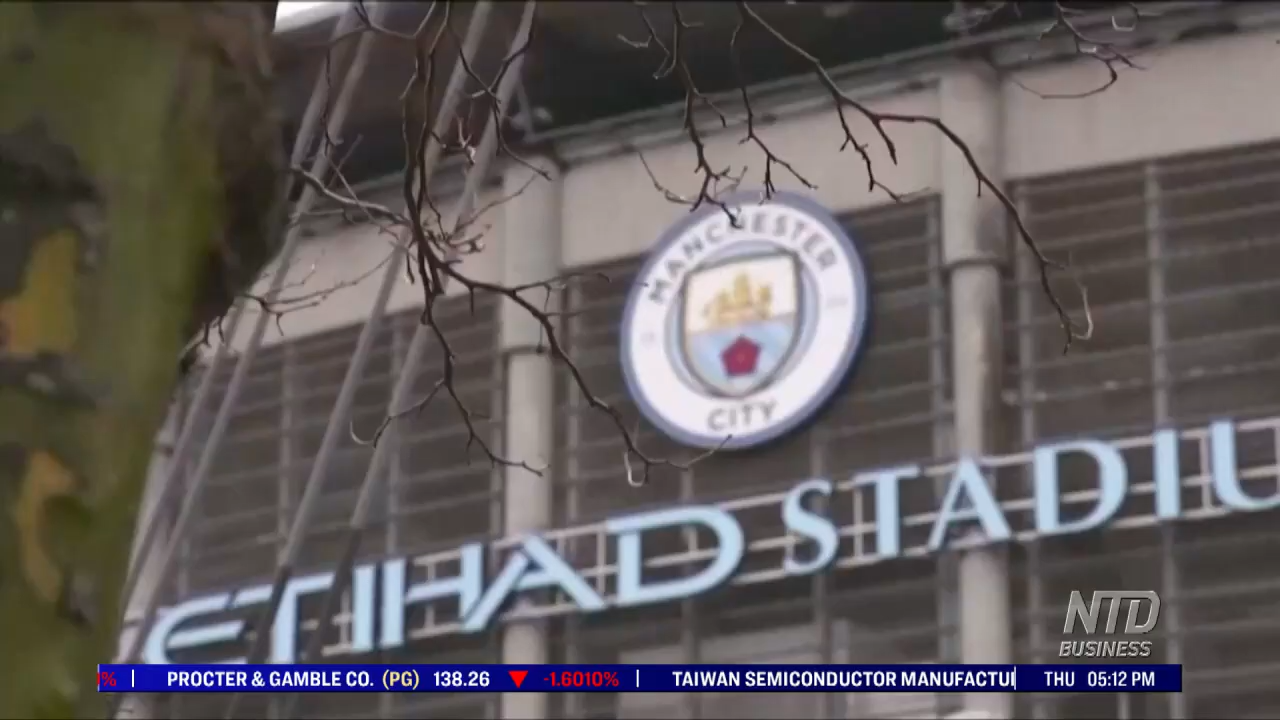 MANCHESTER
CITY
ETIHAD STADIU
NTD
BUSINESS
% PROCTER & GAMBLE CO. (PG) 138.26 ▼ -1.6010% TAIWAN SEMICONDUCTOR MANUFACTU THU 05:12 PM